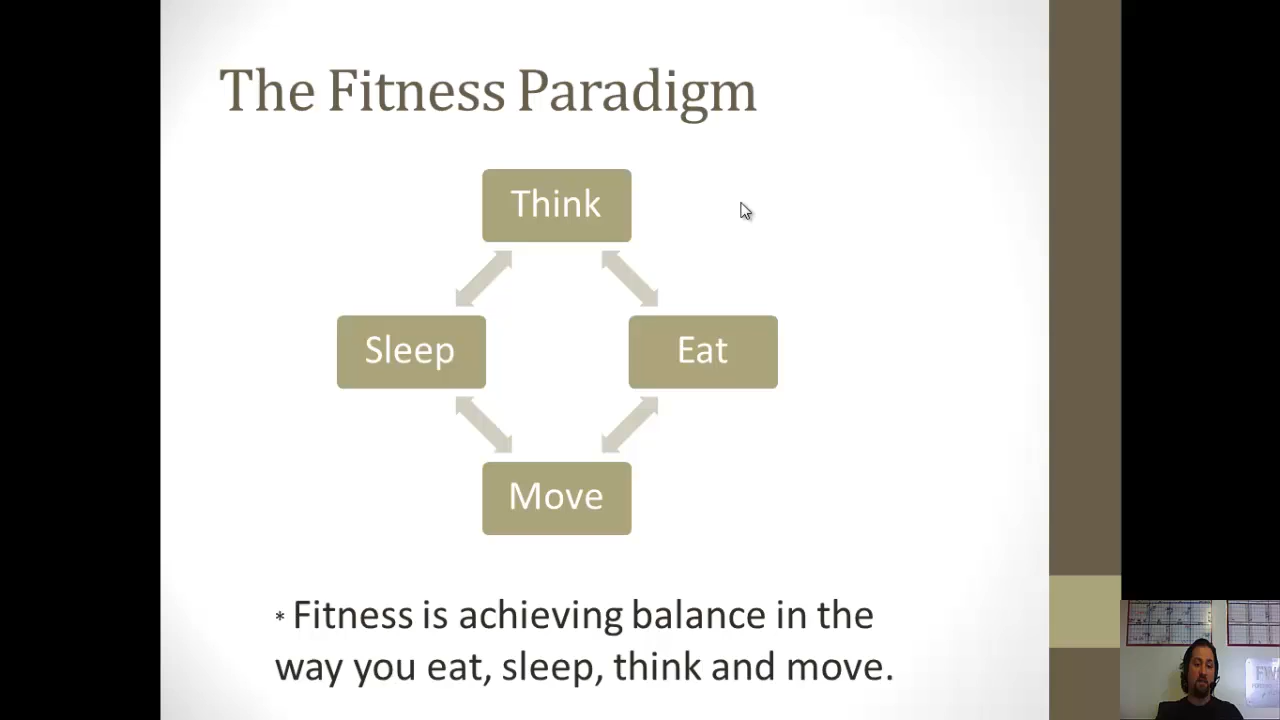 The Fitness Paradigm
Think
Sleep
Eat
Move
* Fitness is achieving balance in the
way you eat, sleep, think and move.